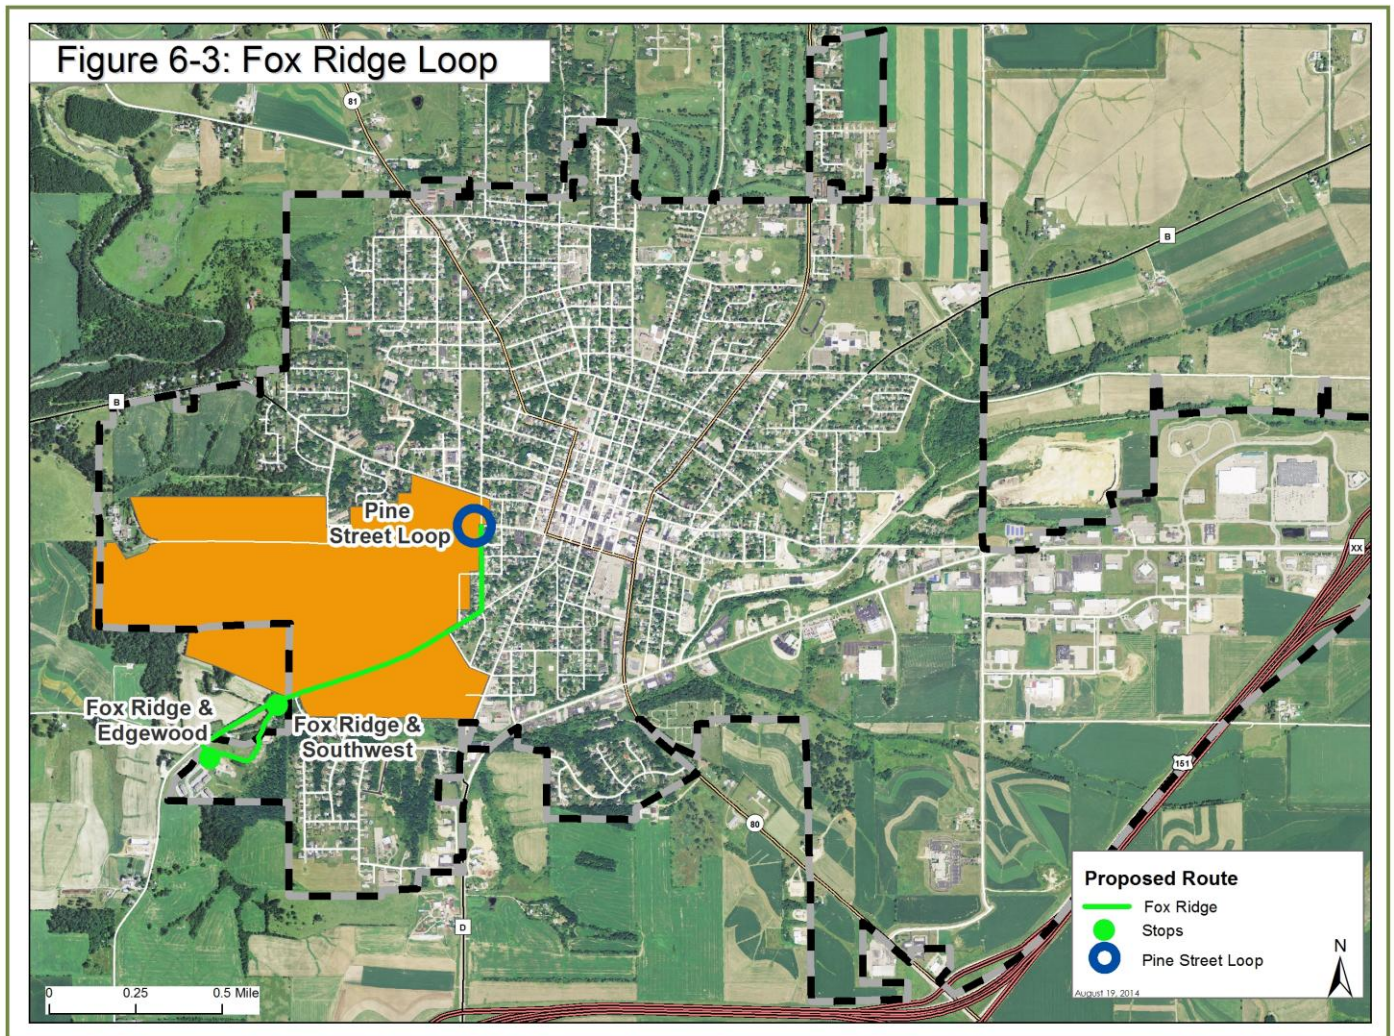 Figure 6-3: Fox Ridge Loop
81
B
B
Pine
Street Loop
XX
Fox Ridge &
Edgewood
Fox Ridge &
Southwest
151
80
D
Proposed Route
Fox Ridge
Stops
Pine Street Loop
N
August 19, 2014
0 0.25 0.5 Mile